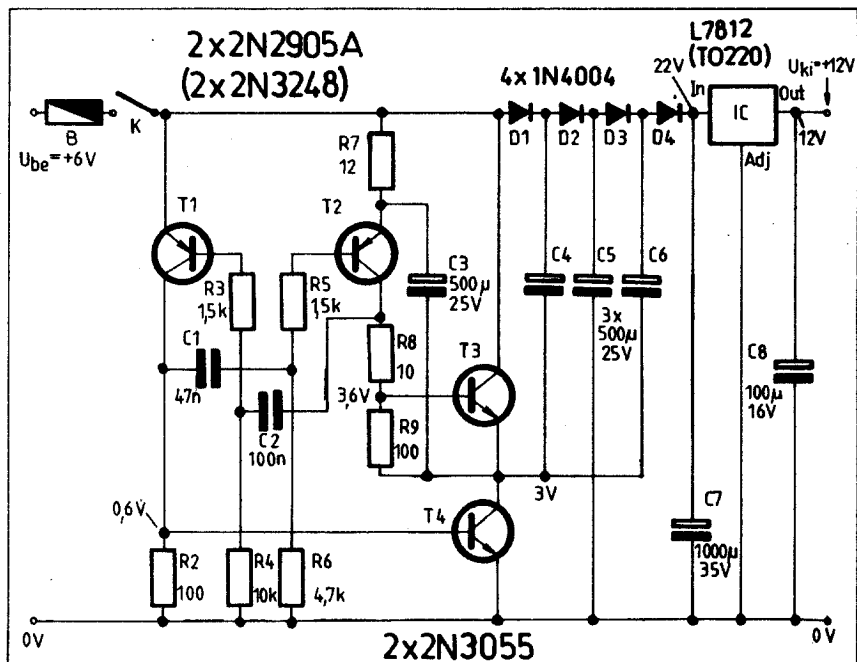 2x2N2905A
(2x2N3248)
L7812
(TO220)
4x1N4004
22V
In
Out
Uki=+12V
B
K
Ube=+6V
R7
12
D1
D2
D3
D4
IC
Adj
12V
T1
T2
R3
1,5k
R5
1,5k
C3
500µ
25V
C4
C5
C6
3x
500µ
25V
C1
47n
R8
10
T3
C2
100n
3,6V
R9
100
C8
100µ
16V
0,6V
T4
3V
C7
1000µ
35V
R2
100
R4
10k
R6
4,7k
0V
0V
2x2N3055